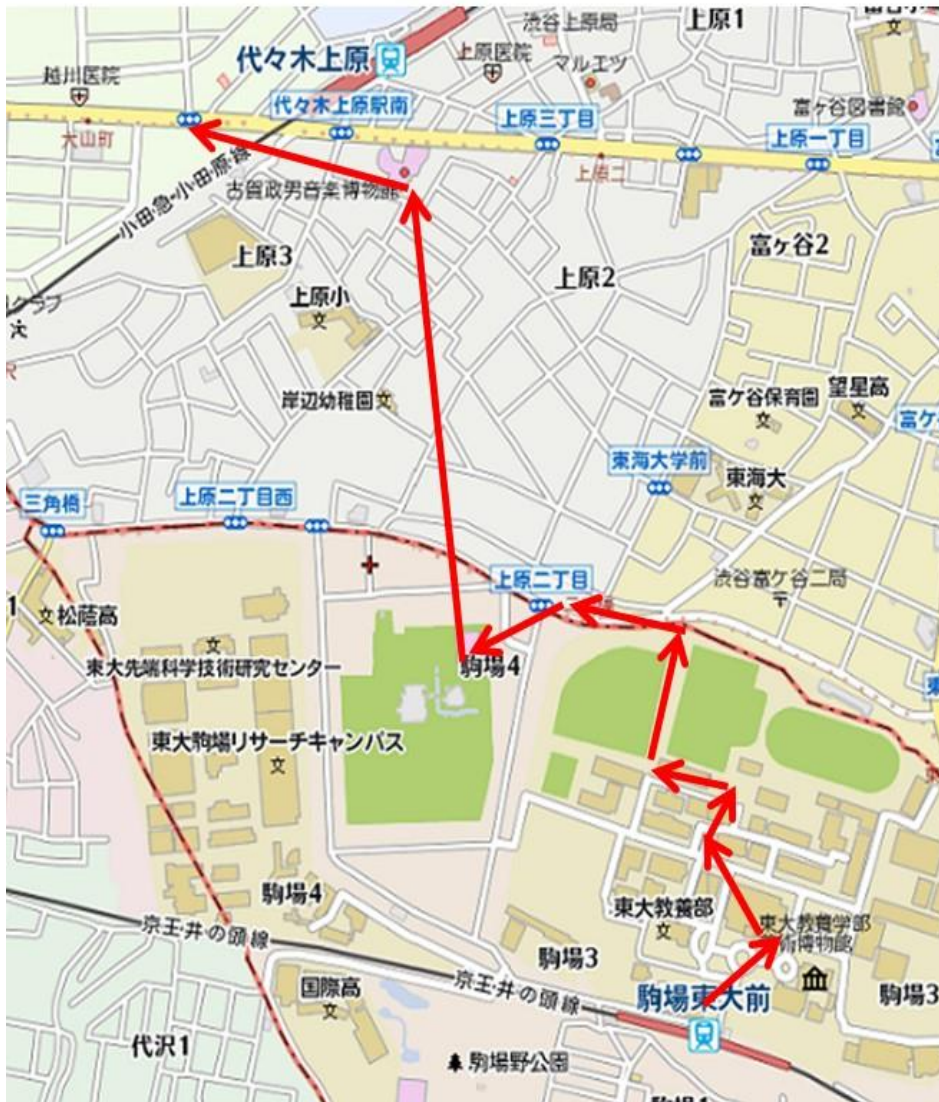 上原1
渋谷上原局
代々木上原
上原医院
マルエツ
越川医院
富ヶ谷図書館
代々木上原駅南
上原三丁目
上原一丁目
大山町
上原二
古賀政男音楽博物館
小田急小田原線
上原3
上原2
富ヶ谷2
上原小
クラブ
岸辺幼稚園
富ケ谷保育園
望星高
富ケ
東海大学前
東海大
三角橋
上原二丁目西
上原二丁目
渋谷富ケ谷二局
松蔭高
駒場4
東大先端科学技術研究センター
東大駒場リサーチキャンパス
駒場4
東大教養部
東大教養学部
術博物館
京王井の頭線
駒場3
京王井の頭線
国際高
駒場東大前
駒場3
代沢1
駒場野公園